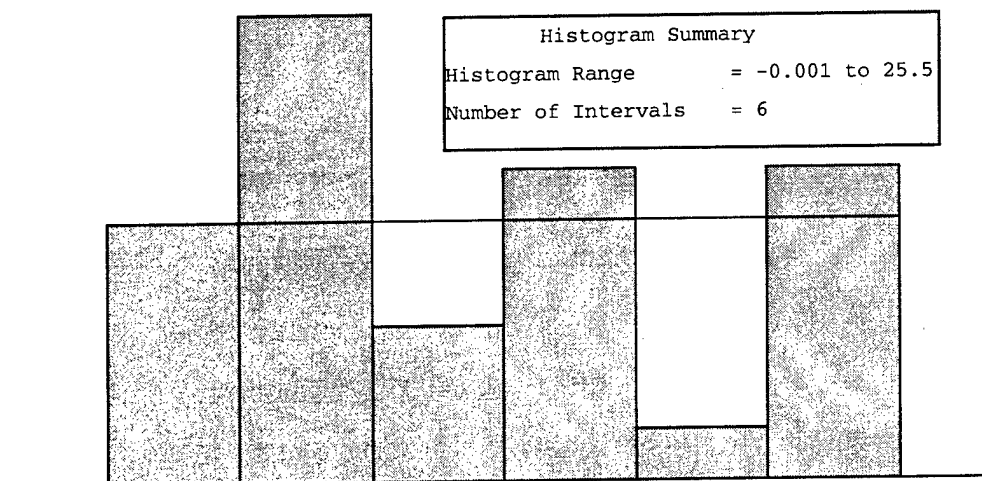 Histogram Summary
Histogram Range = -0.001 to 25.5
Number of Intervals = 6